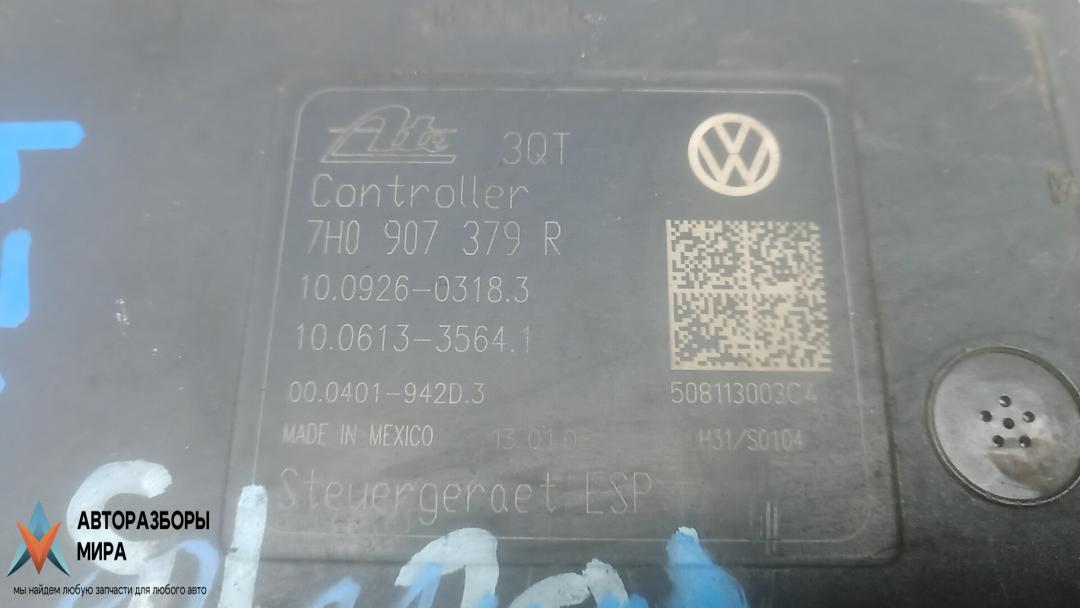 Ate 3QT
Controller
7H0 907 379 R
10.0926-0318.3
10.0613-3564.1
00.0401-942D.3 508113003C4
MADE IN MEXICO H31/S0104
Steuergeraet ESP
АВТОРАЗБОРЫ
МИРА
мы найдем любую запчасти для любого авто